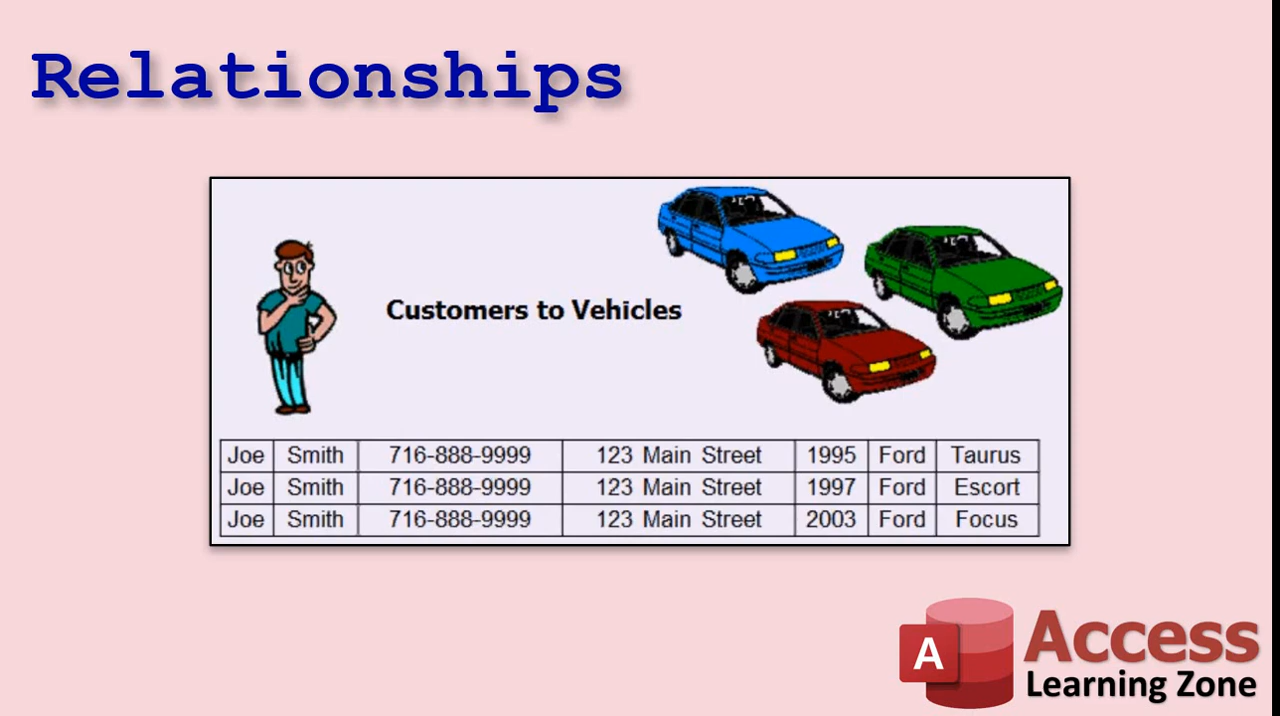 Relationships
Customers to Vehicles
Joe Smith 716-888-9999 123 Main Street 1995 Ford Taurus
Joe Smith 716-888-9999 123 Main Street 1997 Ford Escort
Joe Smith 716-888-9999 123 Main Street 2003 Ford Focus
A Access
Learning Zone